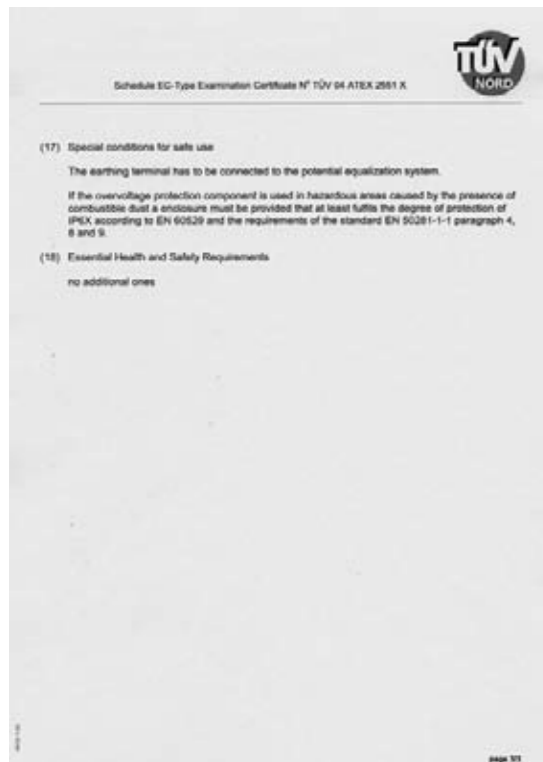 TÜV
NORD
Schedule EC-Type Examination Certificate N° TÜV 04 ATEX 2551 X
(17) Special conditions for safe use
The earthing terminal has to be connected to the potential equalization system.
If the overvoltage protection component is used in hazardous areas caused by the presence of
combustible dust a enclosure must be provided that at least fulfils the degree of protection of
IP6X according to EN 60529 and the requirements of the standard EN 50281-1-1 paragraph 4,
8 and 9.
(18) Essential Health and Safety Requirements
no additional ones
page 3/3